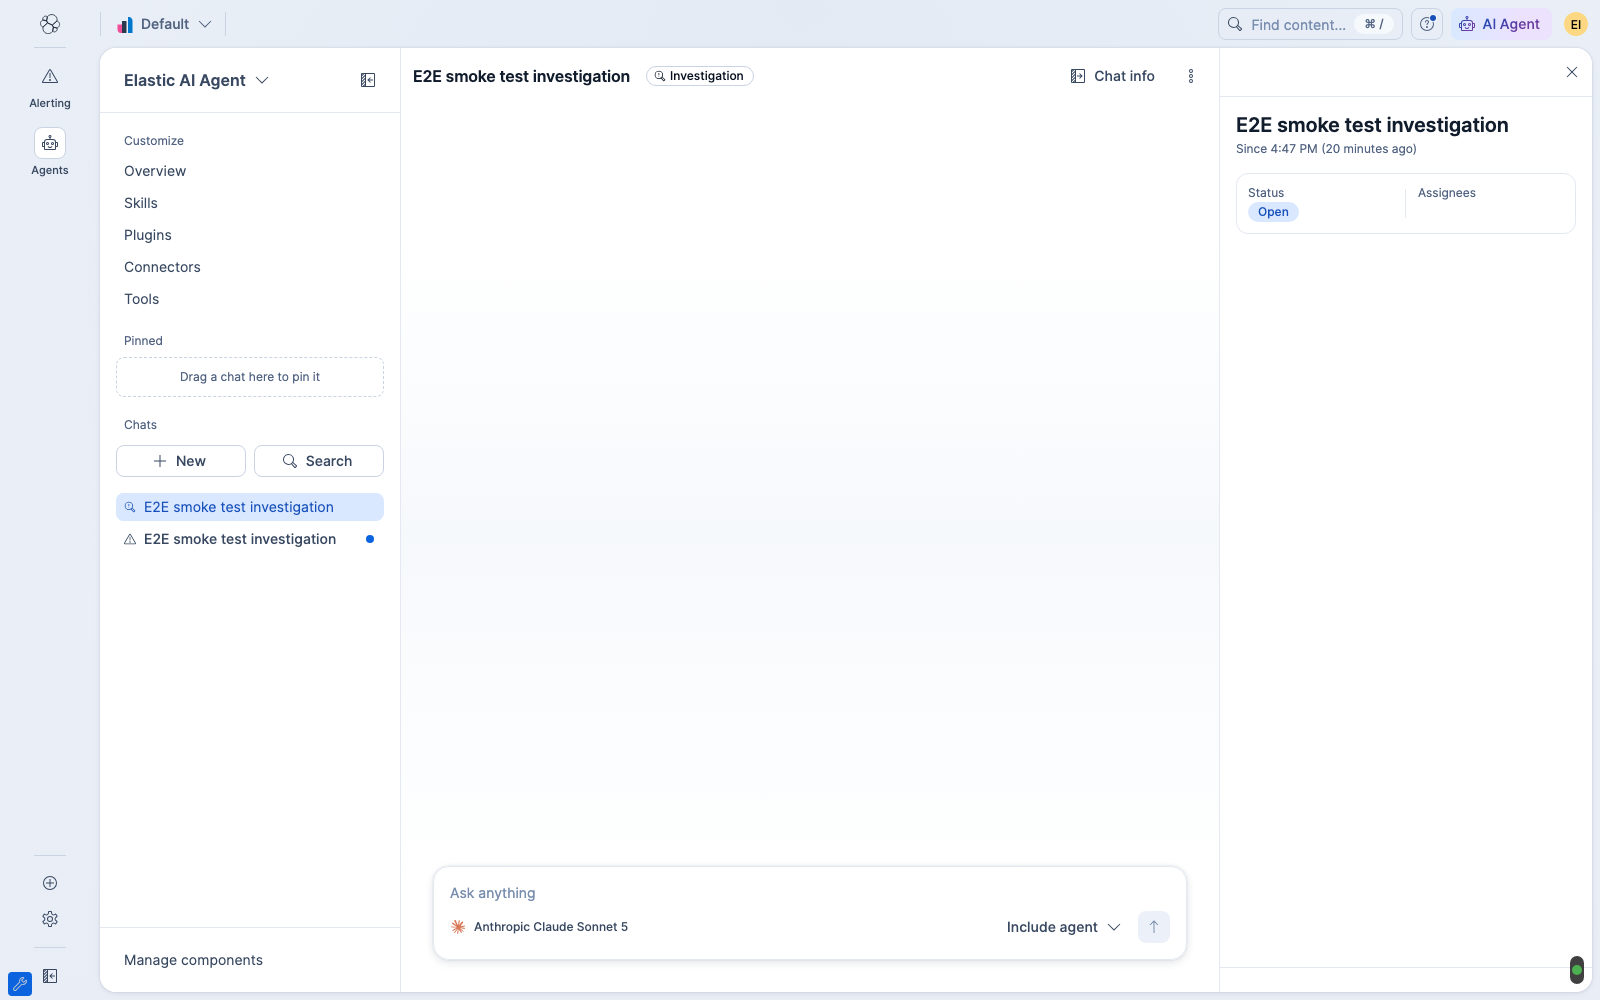 Default
Find content...
⌘ /
AI Agent
EI
Alerting
Agents
Elastic AI Agent
Customize
Overview
Skills
Plugins
Connectors
Tools
Pinned
Drag a chat here to pin it
Chats
New
Search
E2E smoke test investigation
E2E smoke test investigation
Manage components
E2E smoke test investigation
Investigation
Chat info
Ask anything
Anthropic Claude Sonnet 5
Include agent
E2E smoke test investigation
Since 4:47 PM (20 minutes ago)
Status
Open
Assignees